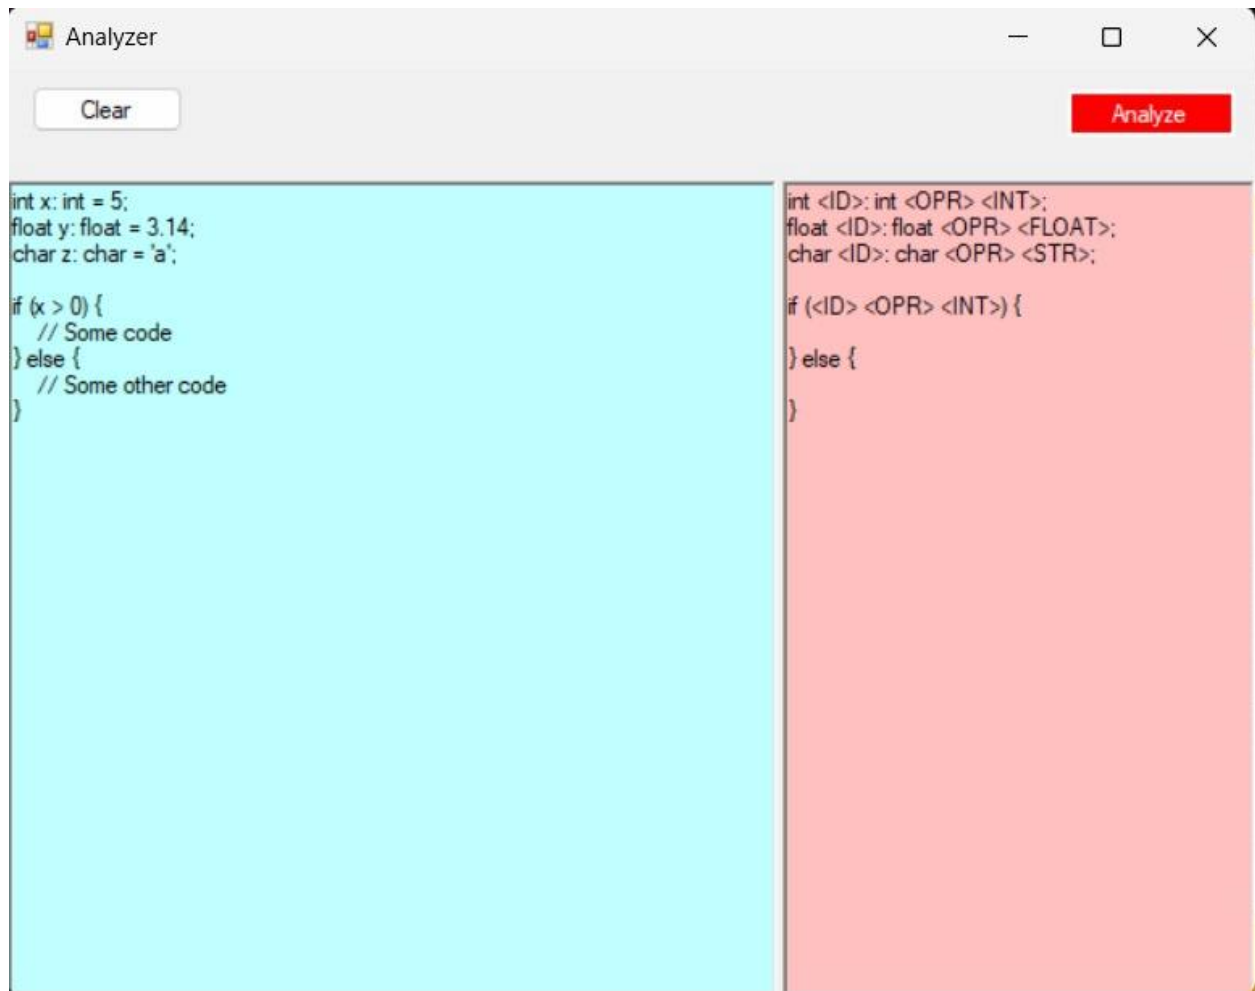 Analyzer
Clear
Analyze
int x: int = 5;
float y: float = 3.14;
char z: char = 'a';
if (x > 0) {
// Some code
} else {
// Some other code
}
int <ID>: int <OPR> <INT>;
float <ID>: float <OPR> <FLOAT>;
char <ID>: char <OPR> <STR>;
if (<ID> <OPR> <INT>) {
} else {
}